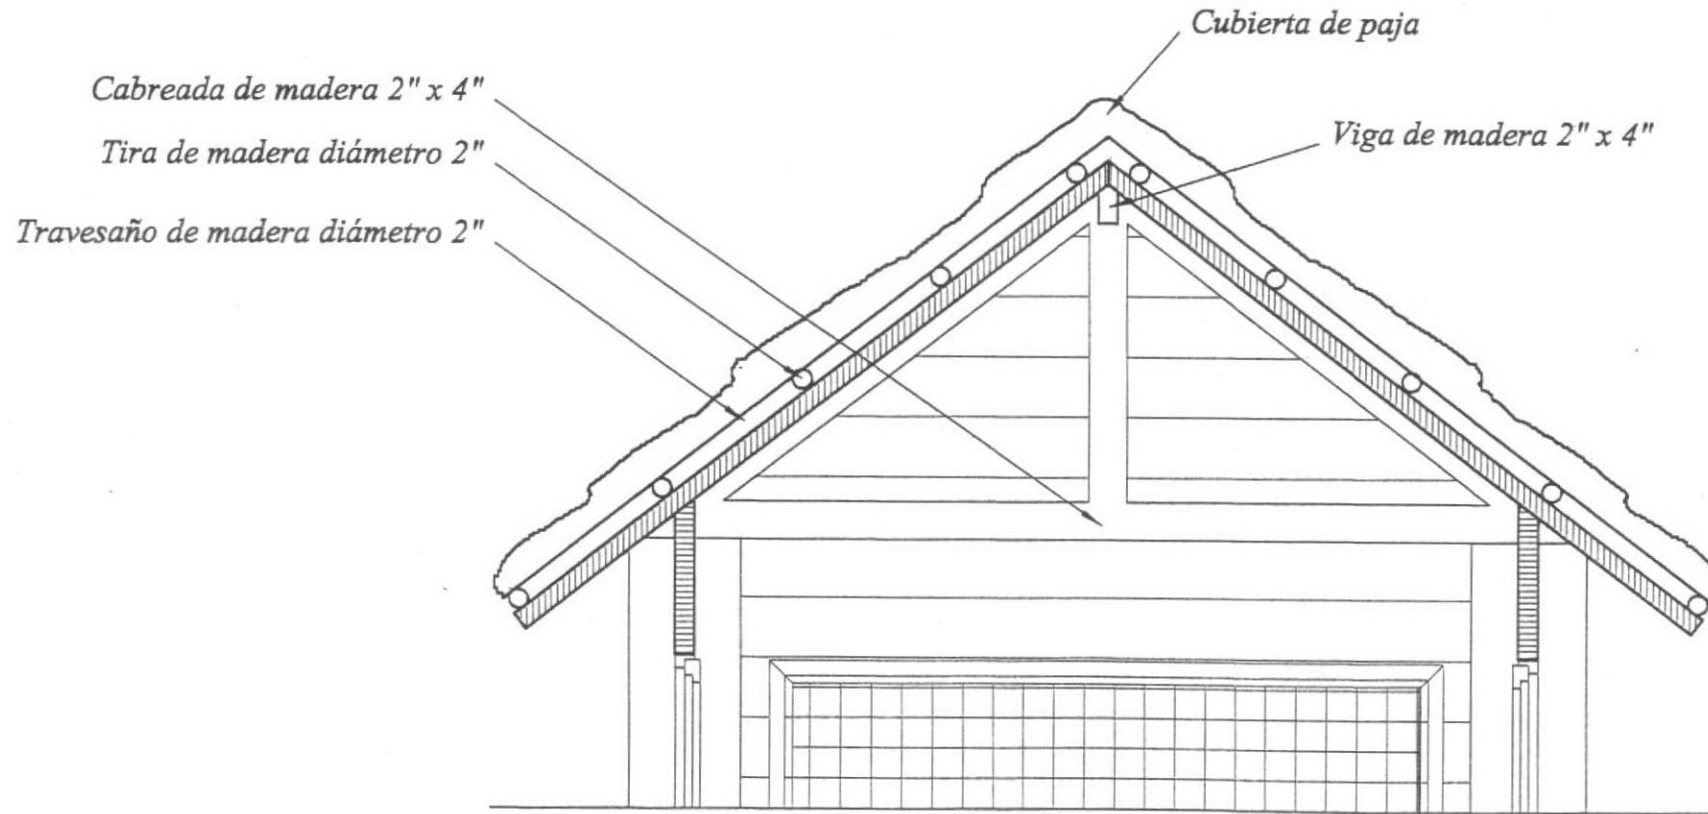 Cubierta de paja
Cabreada de madera 2" x 4"
Viga de madera 2" x 4"
Tira de madera diámetro 2"
Travesaño de madera diámetro 2"